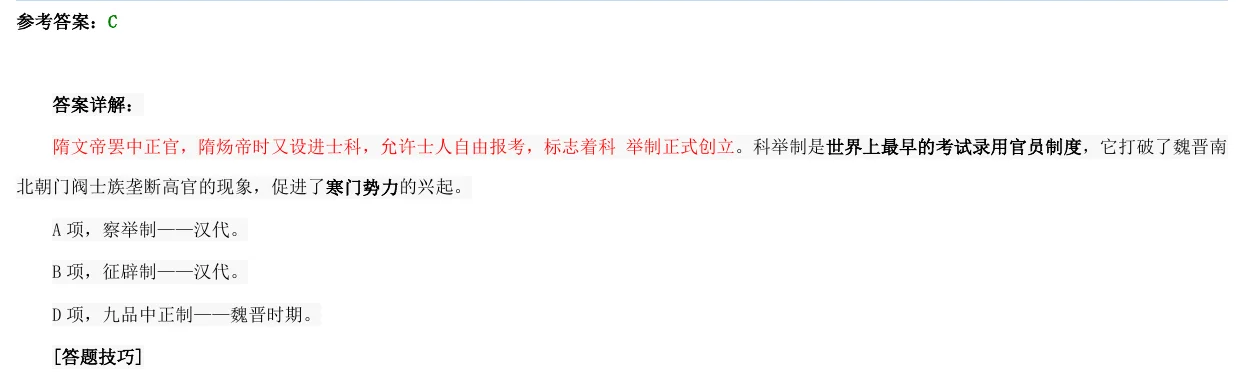 参考答案：C
答案详解：
隋文帝罢中正官，隋炀帝时又设进士科，允许士人自由报考，标志着科 举制正式创立。科举制是世界上最早的考试录用官员制度，它打破了魏晋南
北朝门阀士族垄断高官的现象，促进了寒门势力的兴起。
A 项，察举制——汉代。
B 项，征辟制——汉代。
D 项，九品中正制——魏晋时期。
[答题技巧]